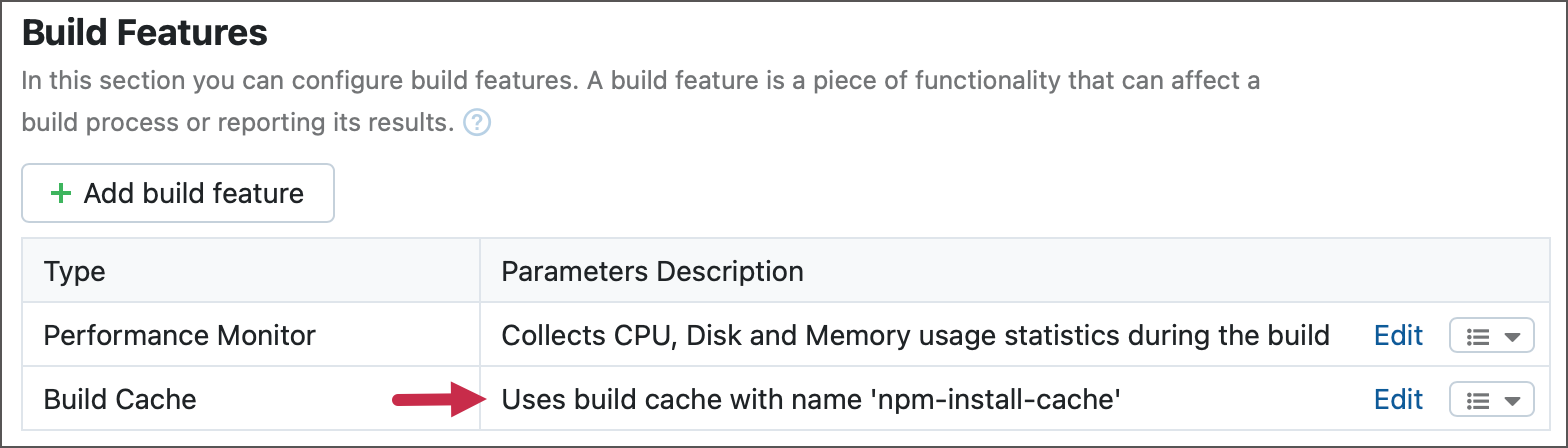 Build Features
In this section you can configure build features. A build feature is a piece of functionality that can affect a
build process or reporting its results. ?
+ Add build feature
Type Parameters Description
Performance Monitor Collects CPU, Disk and Memory usage statistics during the build Edit
Build Cache Uses build cache with name 'npm-install-cache' Edit